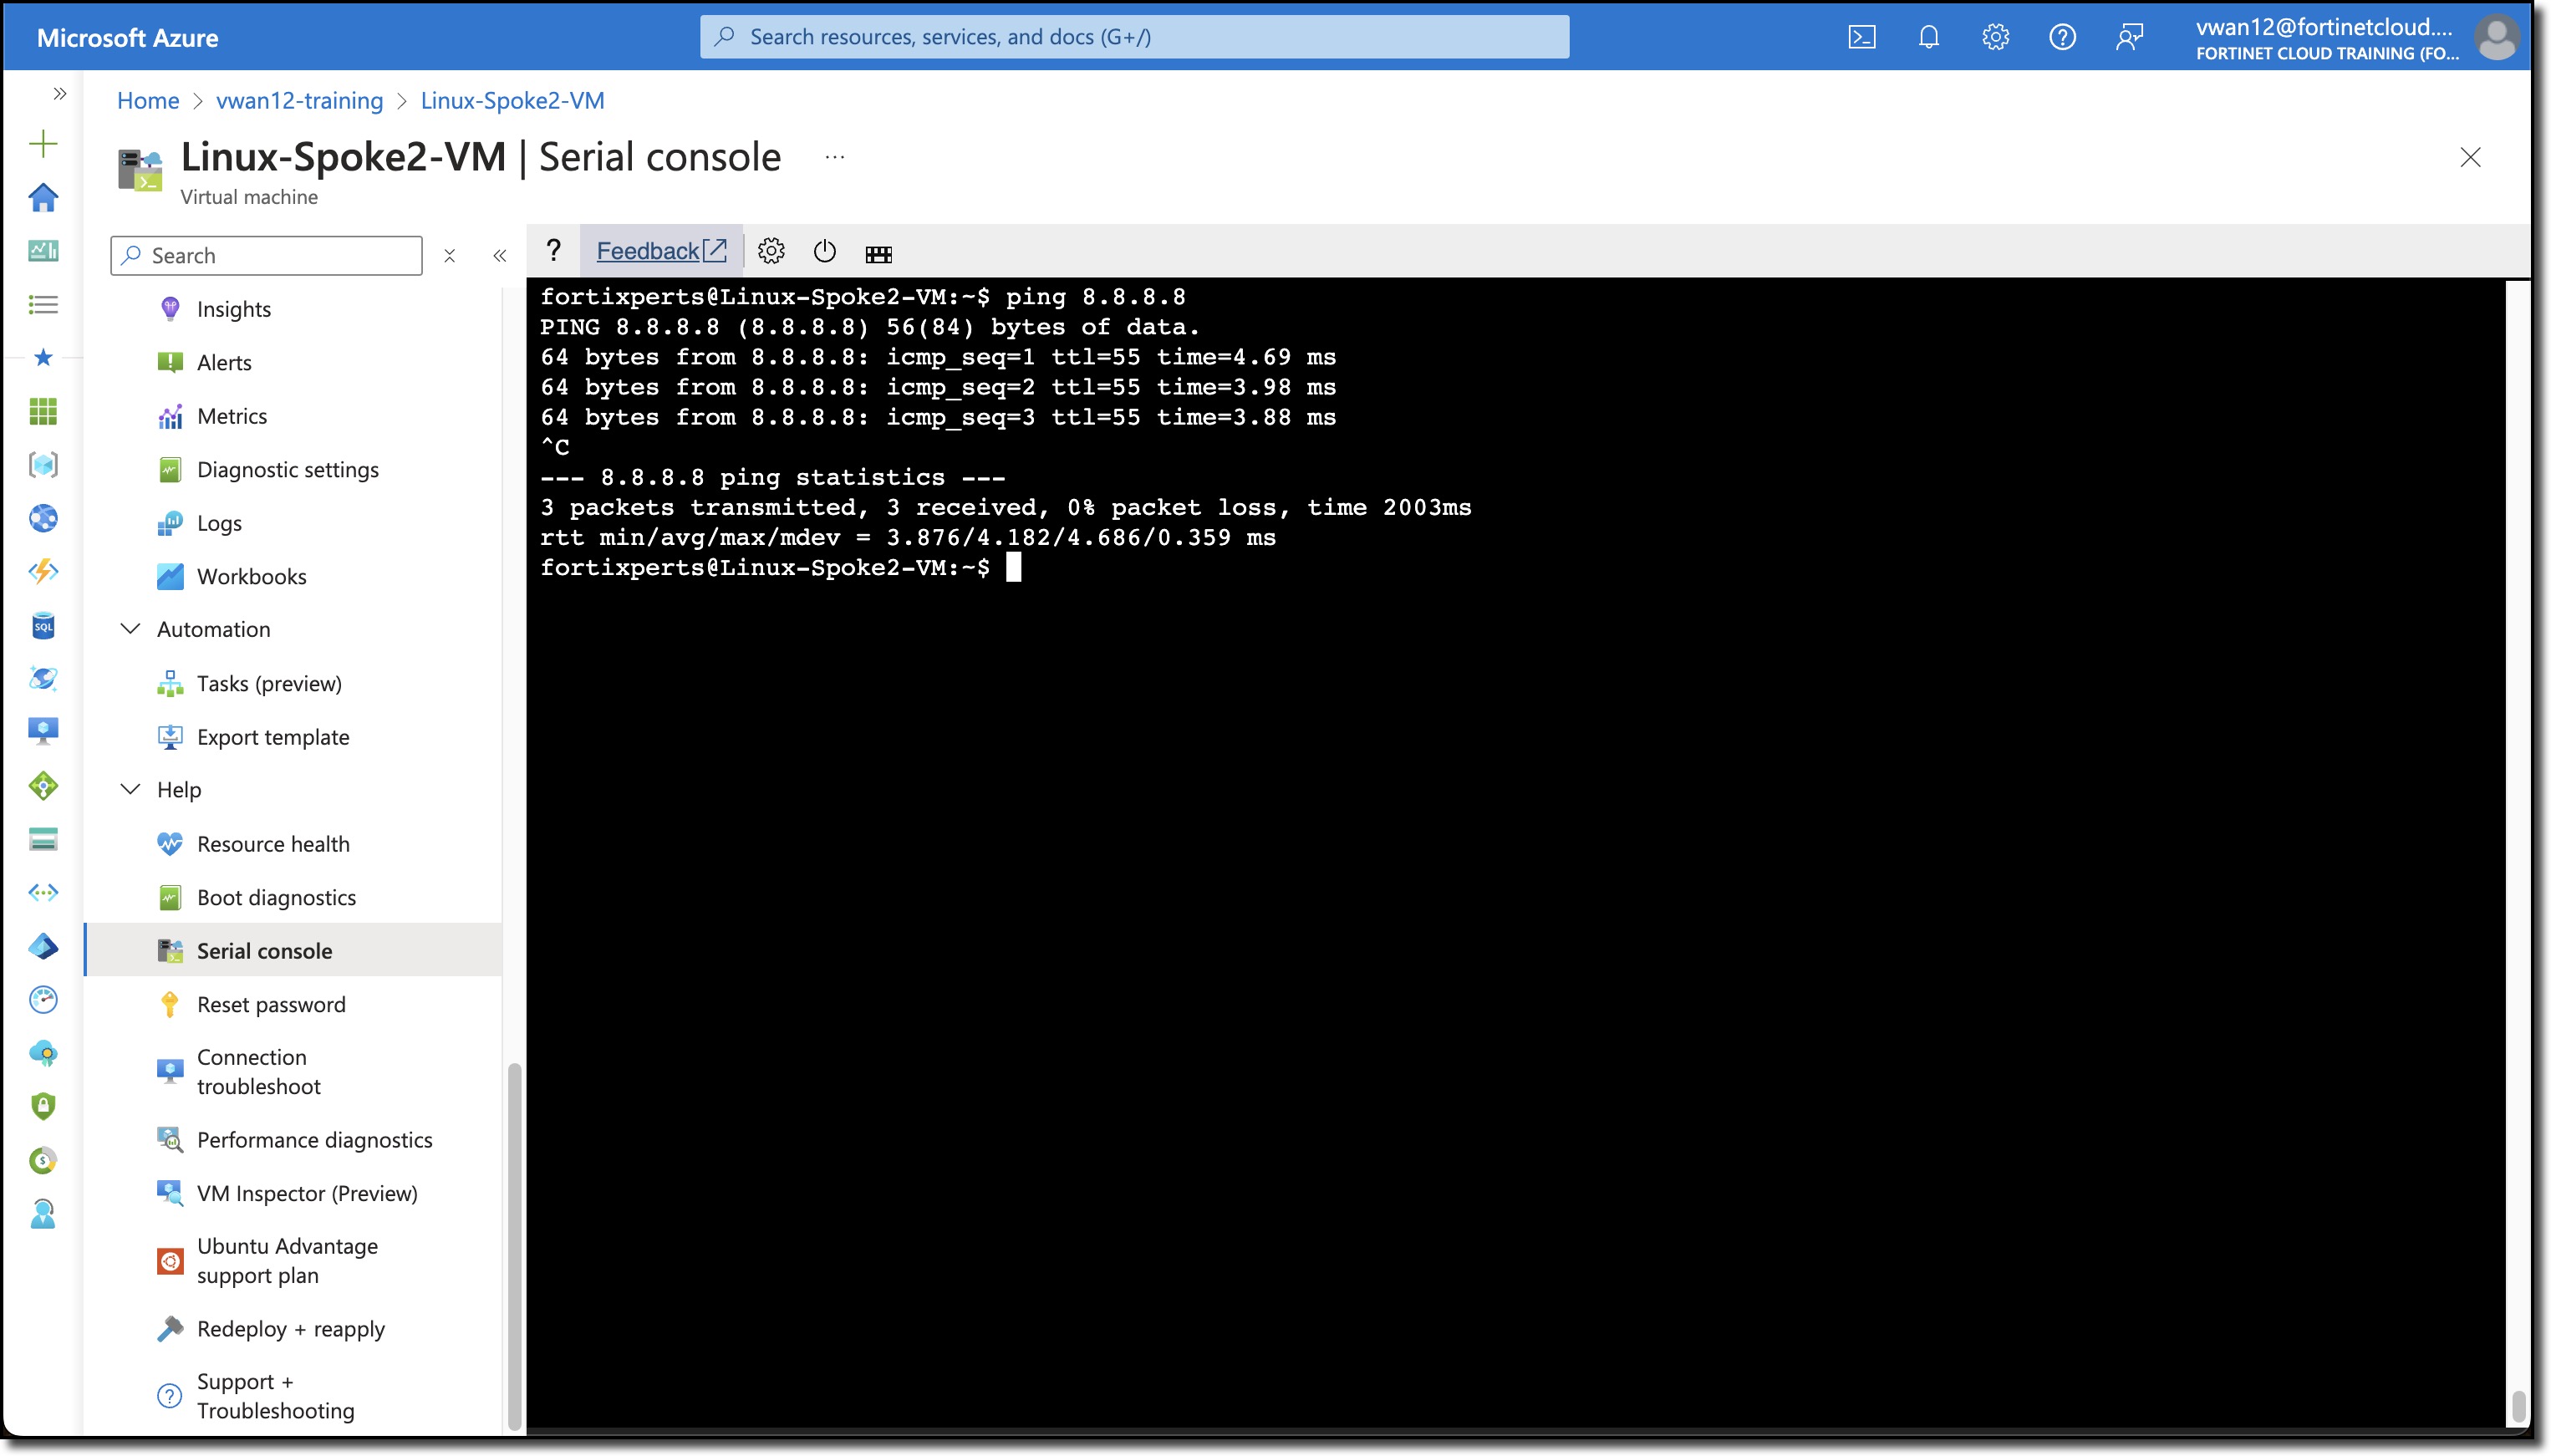 Microsoft Azure
Search resources, services, and docs (G+/)
vwan12@fortinetcloud....
FORTINET CLOUD TRAINING (FO...
Home > vwan12-training > Linux-Spoke2-VM
Linux-Spoke2-VM | Serial console ...
Virtual machine
Search
? Feedback
Insights
Alerts
Metrics
Diagnostic settings
Logs
Workbooks
Automation
Tasks (preview)
Export template
Help
Resource health
Boot diagnostics
Serial console
Reset password
Connection
troubleshoot
Performance diagnostics
VM Inspector (Preview)
Ubuntu Advantage
support plan
Redeploy + reapply
Support +
Troubleshooting
SQL
fortixperts@Linux-Spoke2-VM:~$ ping 8.8.8.8
PING 8.8.8.8 (8.8.8.8) 56(84) bytes of data.
64 bytes from 8.8.8.8: icmp_seq=1 ttl=55 time=4.69 ms
64 bytes from 8.8.8.8: icmp_seq=2 ttl=55 time=3.98 ms
64 bytes from 8.8.8.8: icmp_seq=3 ttl=55 time=3.88 ms
^C
--- 8.8.8.8 ping statistics ---
3 packets transmitted, 3 received, 0% packet loss, time 2003ms
rtt min/avg/max/mdev = 3.876/4.182/4.686/0.359 ms
fortixperts@Linux-Spoke2-VM:~$